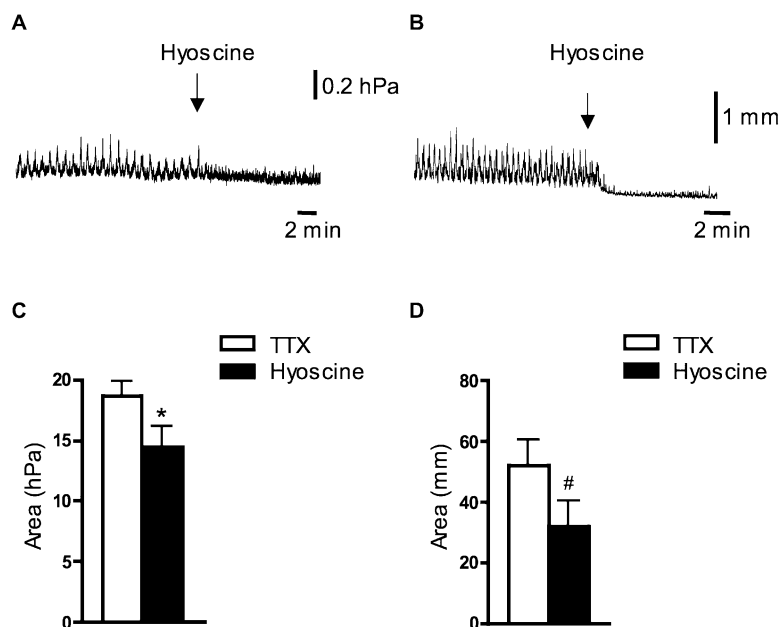 A
Hyoscine
0.2 hPa
2 min
B
Hyoscine
1 mm
2 min
C
TTX
Hyoscine
20
15
10
5
0
Area (hPa)
*
D
TTX
Hyoscine
80
60
40
20
0
Area (mm)
#